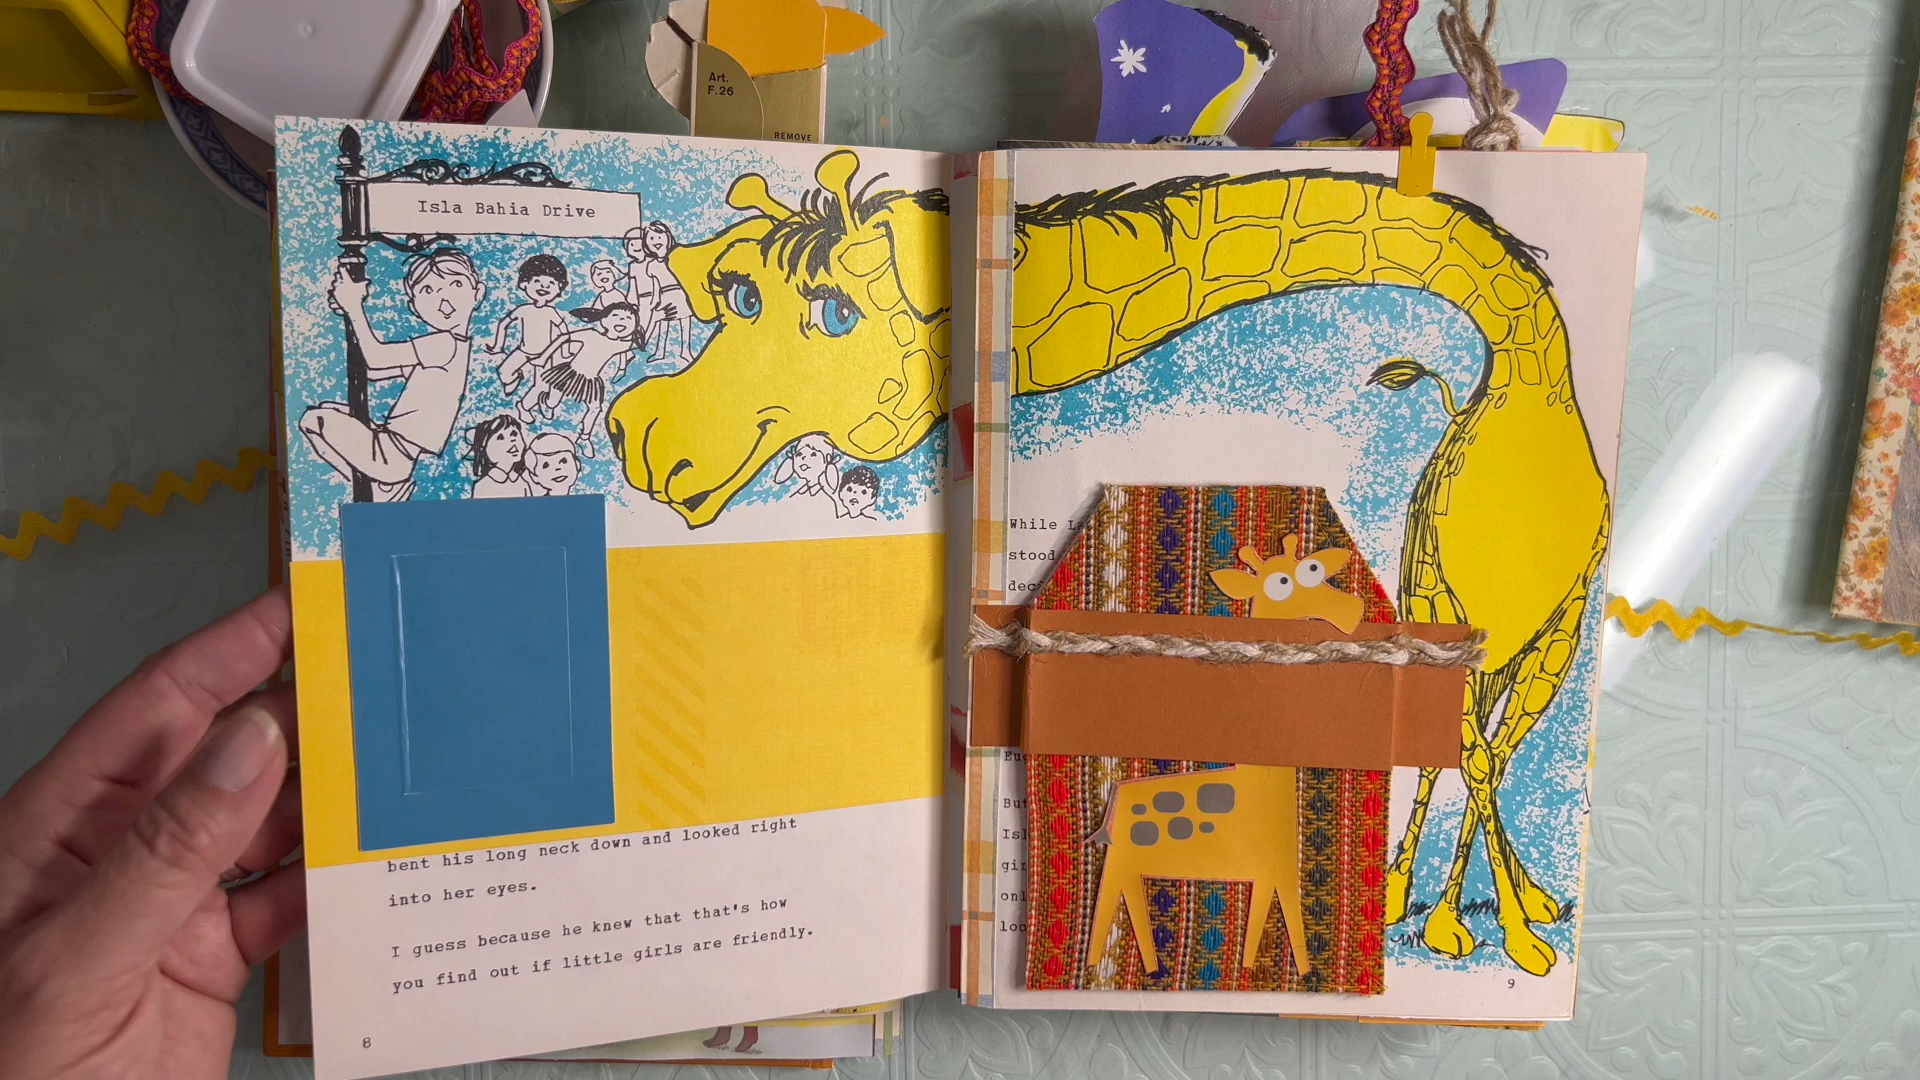 Art.
F.26
REMOVE
Isla Bahia Drive
bent his long neck down and looked right
into her eyes.
I guess because he knew that that's how
you find out if little girls are friendly.
8
While
stood
9